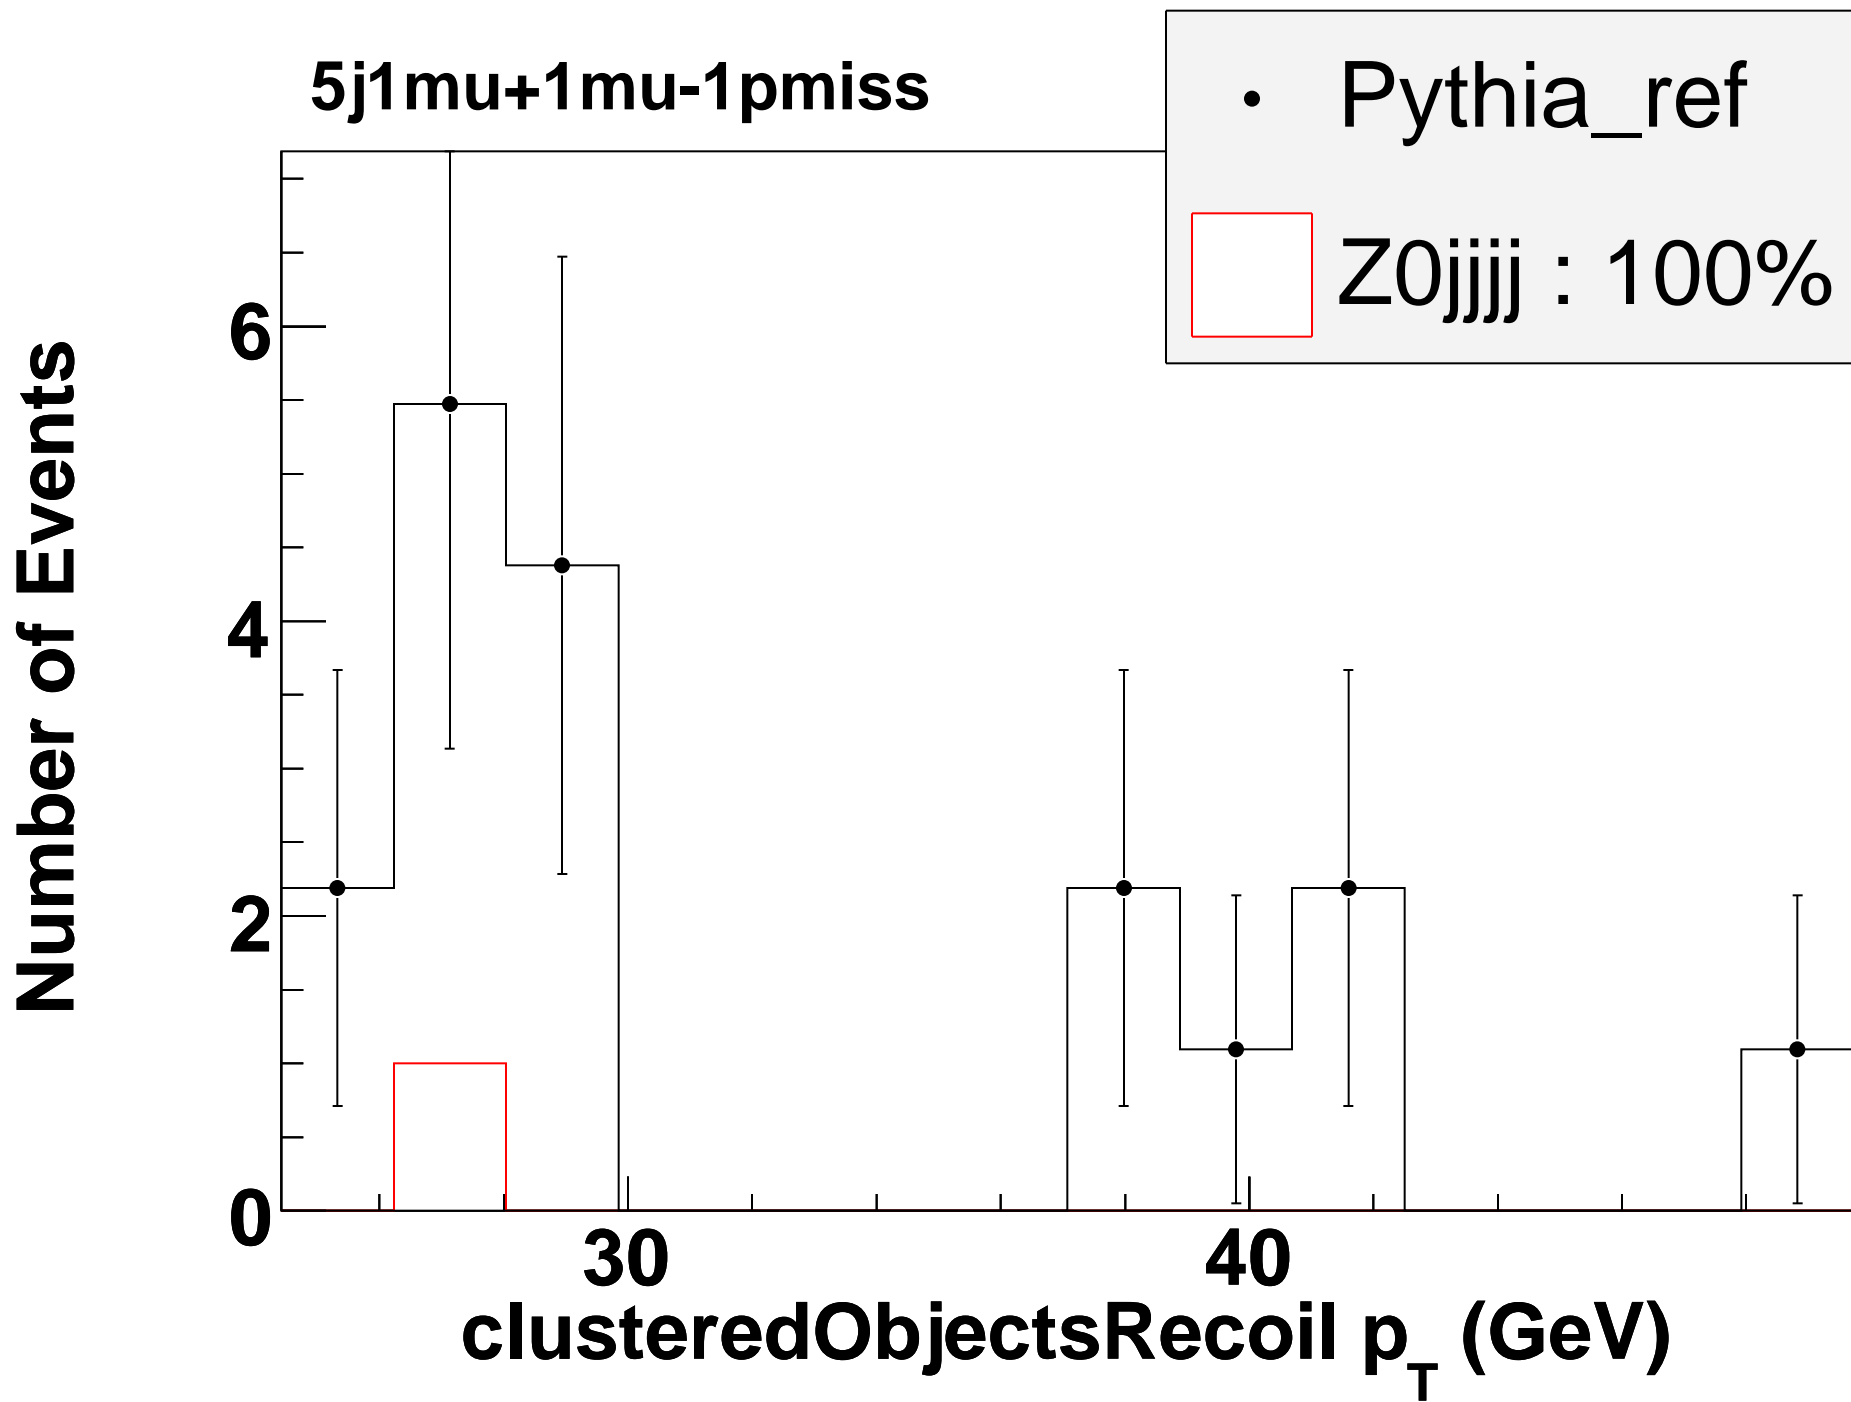 5j1mu+1mu-1pmiss
Pythia_ref
Z0jjjj : 100%
Number of Events
6
4
2
0
30
40
clusteredObjectsRecoil p_T (GeV)